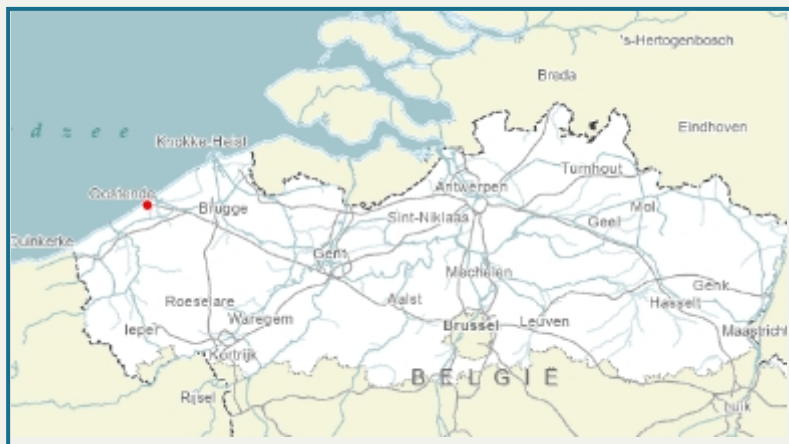 's-Hertogenbosch
Breda
d z e e
Eindhoven
Knokke-Heist
Turnhout
Oostende
Antwerpen
Brugge
Mol
Sint-Niklaas
Geel
Duinkerke
Gent
Mechelen
Genk
Roeselare
Aalst
Hasselt
Waregem
Ieper
Brussel
Leuven
Maastricht
Kortrijk
BELGIË
Rijsel
Luik